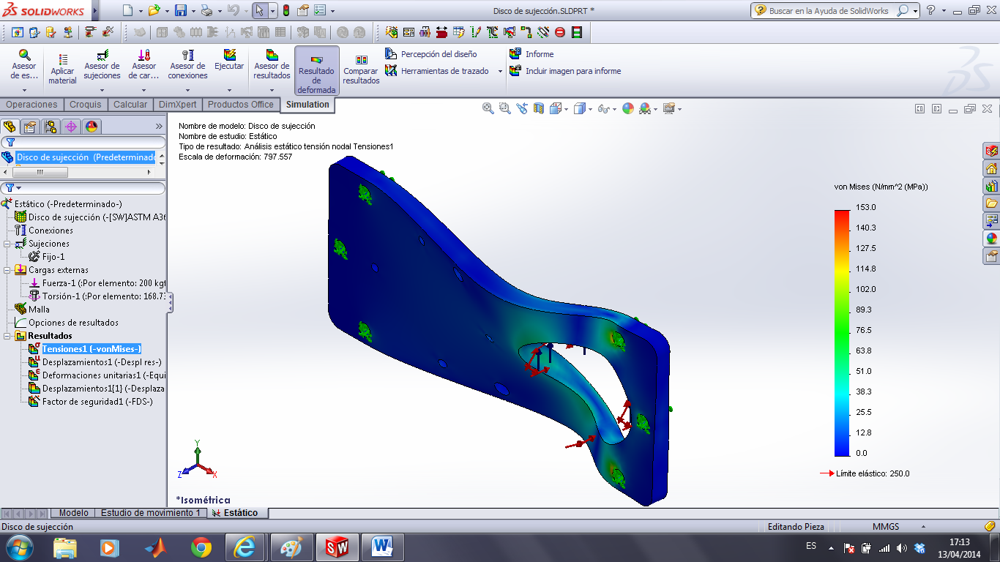 SOLIDWORKS
Disco de sujección.SLDPRT *
Buscar en la Ayuda de SolidWorks
Asesor de es...
Aplicar material
Asesor de sujeciones
Asesor de car...
Asesor de conexiones
Ejecutar
Asesor de resultados
Resultado de deformada
Comparar resultados
Percepción del diseño
Herramientas de trazado
Informe
Incluir imagen para informe
Operaciones
Croquis
Calcular
DimXpert
Productos Office
Simulation
Disco de sujección (Predeterminado
Estático (-Predeterminado-)
Disco de sujección (-[SW]ASTM A36
Conexiones
Sujeciones
Fijo-1
Cargas externas
Fuerza-1 (:Por elemento: 200 kgf
Torsión-1 (:Por elemento: 168.73
Malla
Opciones de resultados
Resultados
Tensiones1 (-vonMises-)
Desplazamientos1 (-Despl res-)
Deformaciones unitarias1 (-Equi
Desplazamientos1{1} (-Desplaza
Factor de seguridad1 (-FDS-)
Nombre de modelo: Disco de sujección
Nombre de estudio: Estático
Tipo de resultado: Análisis estático tensión nodal Tensiones1
Escala de deformación: 797.557
von Mises (N/mm^2 (MPa))
153.0
140.3
127.5
114.8
102.0
89.3
76.5
63.8
51.0
38.3
25.5
12.8
0.0
Límite elástico: 250.0
Y
Z
X
*Isométrica
Modelo
Estudio de movimiento 1
Estático
Disco de sujección
Editando Pieza
MMGS
ES
17:13
13/04/2014